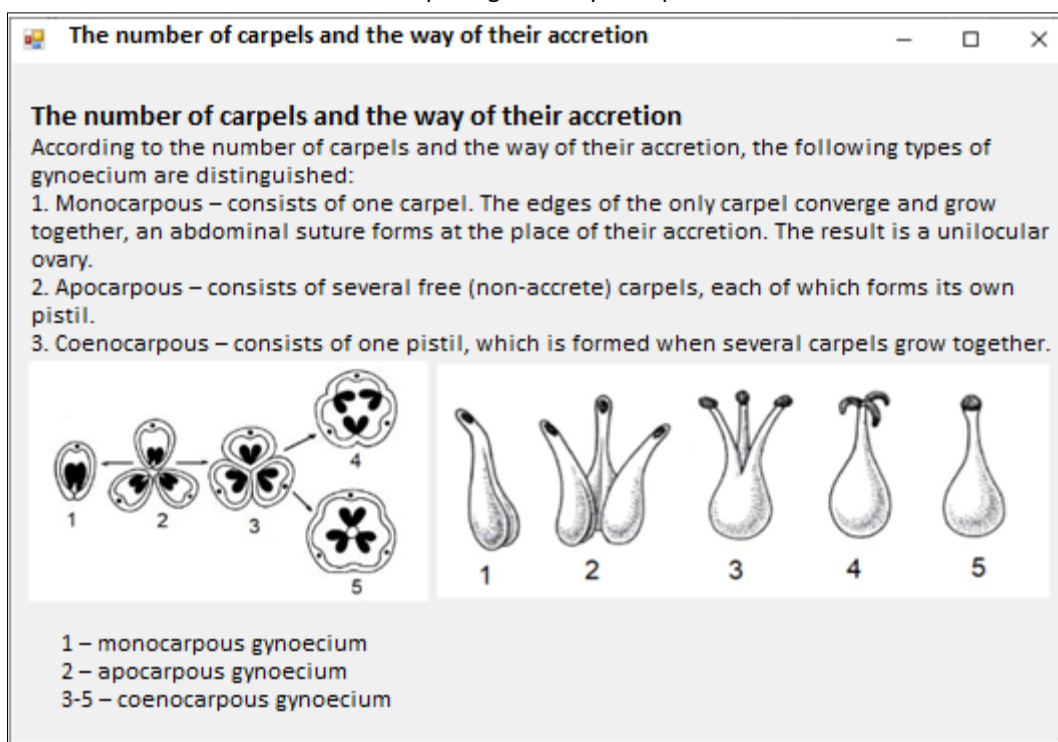 The number of carpels and the way of their accretion
The number of carpels and the way of their accretion
According to the number of carpels and the way of their accretion, the following types of
gynoecium are distinguished:
1. Monocarpous – consists of one carpel. The edges of the only carpel converge and grow
together, an abdominal suture forms at the place of their accretion. The result is a unilocular
ovary.
2. Apocarpous – consists of several free (non-accrete) carpels, each of which forms its own
pistil.
3. Coenocarpous – consists of one pistil, which is formed when several carpels grow together.
1 2 3 4 5
1 2 3 4 5
1 – monocarpous gynoecium
2 – apocarpous gynoecium
3-5 – coenocarpous gynoecium